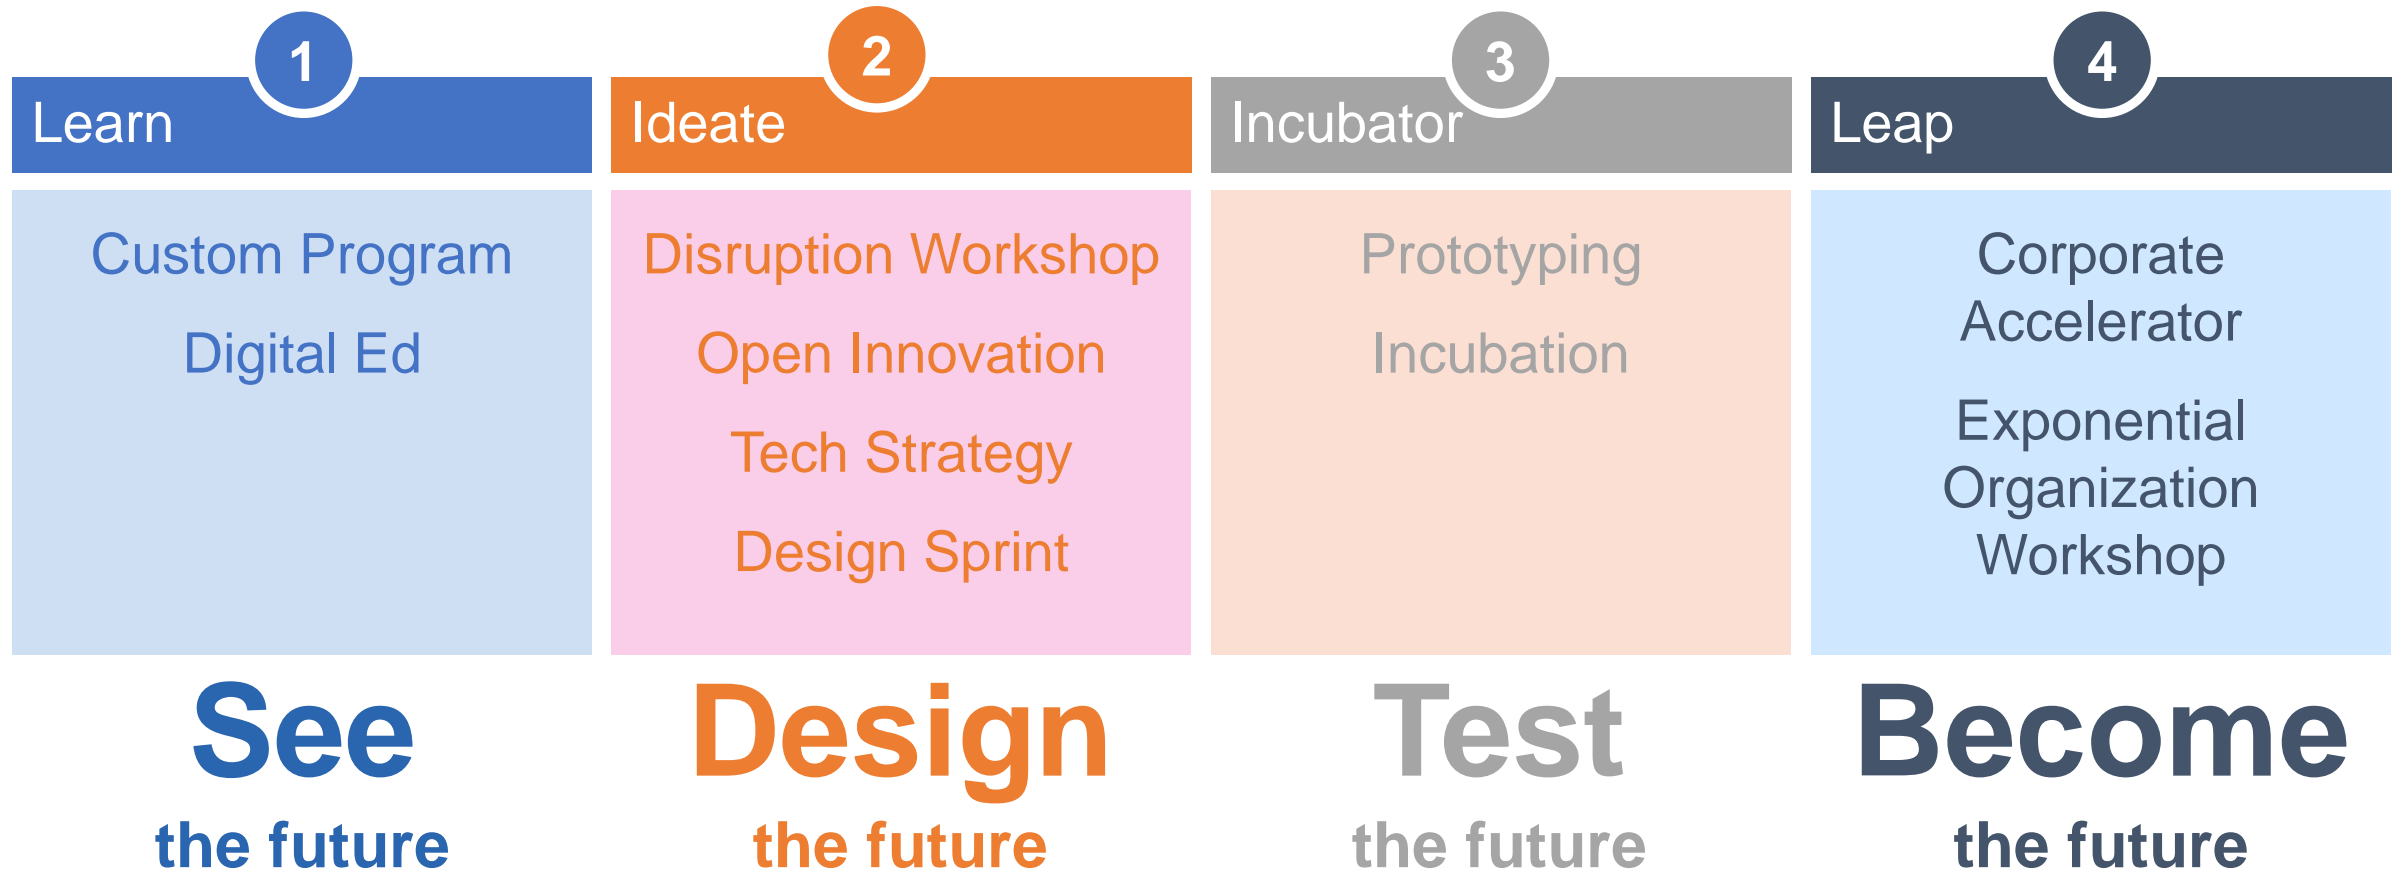 1
Learn
Custom Program
Digital Ed
See
the future
2
Ideate
Disruption Workshop
Open Innovation
Tech Strategy
Design Sprint
Design
the future
3
Incubator
Prototyping
Incubation
Test
the future
4
Leap
Corporate
Accelerator
Exponential
Organization
Workshop
Become
the future